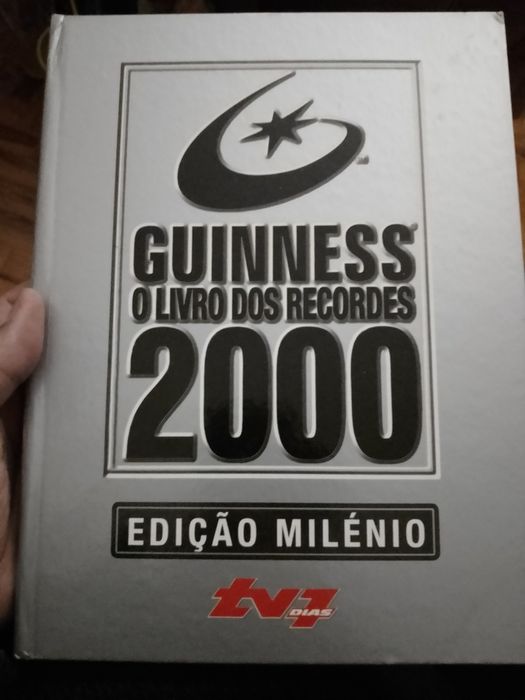 GUINNESS®
O LIVRO DOS RECORDES
2000
EDIÇÃO MILÉNIO
tv7
DIAS